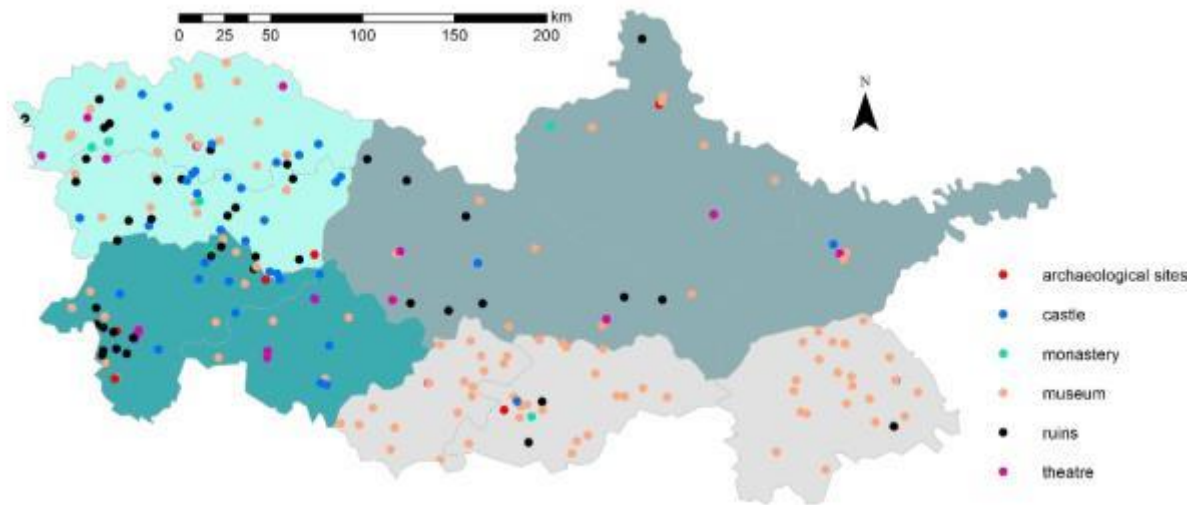 km
0 25 50 100 150 200
N
archaeological sites
castle
monastery
museum
ruins
theatre